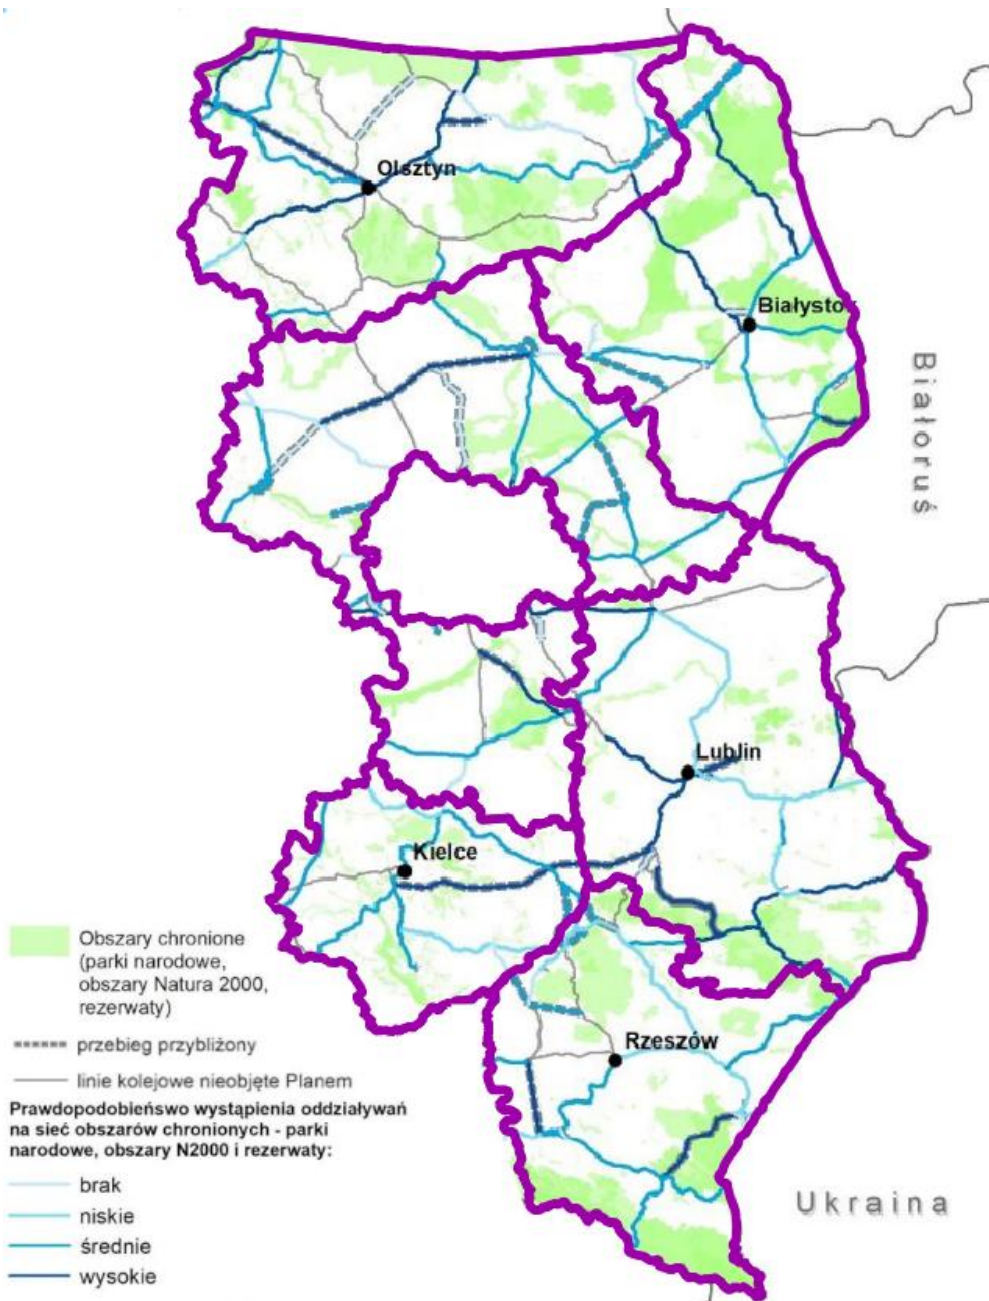 Olsztyn
Białystok
Białoruś
Lublin
Kielce
Rzeszów
Ukraina
Obszary chronione
(parki narodowe,
obszary Natura 2000,
rezerwaty)
przebieg przybliżony
linie kolejowe nieobjęte Planem
Prawdopodobieńswo wystąpienia oddziaływań
na sieć obszarów chronionych - parki
narodowe, obszary N2000 i rezerwaty:
brak
niskie
średnie
wysokie